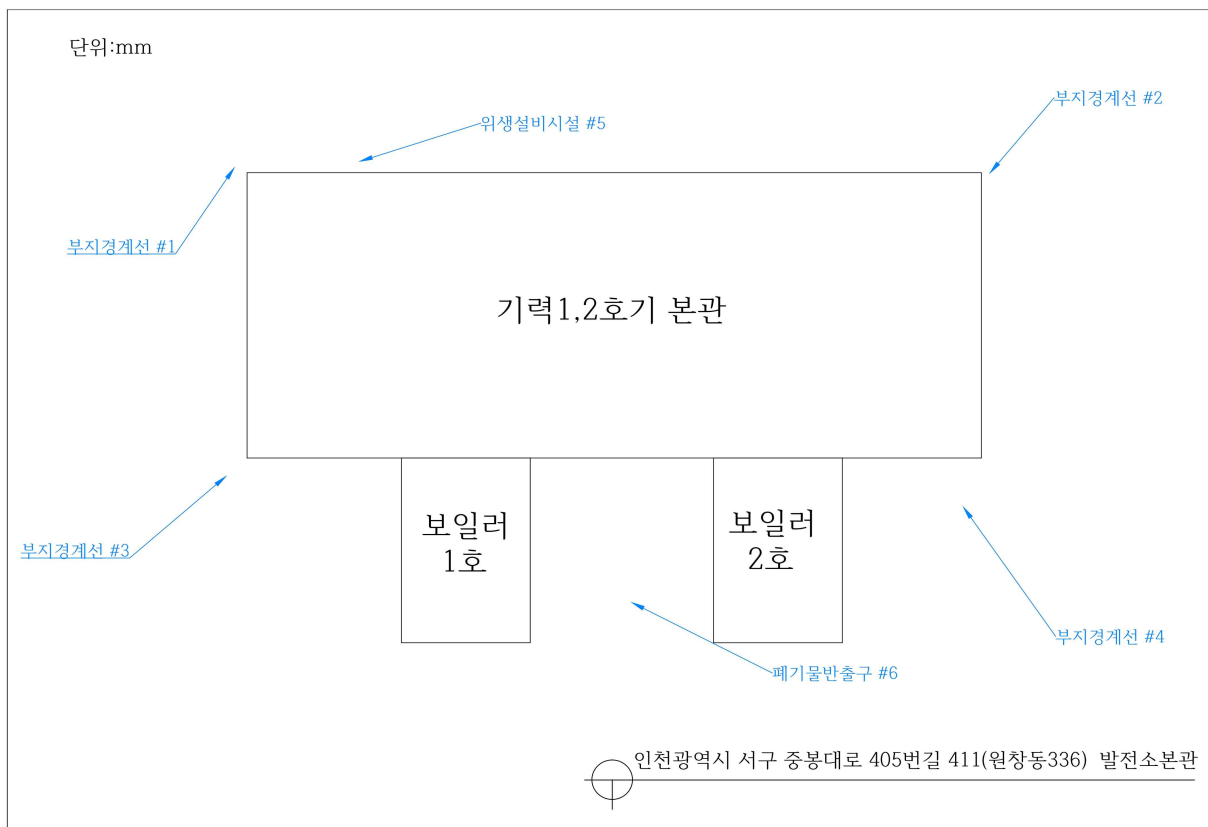 단위:mm
부지경계선 #2
위생설비시설 #5
부지경계선 #1
기력1,2호기 본관
보일러
1호
보일러
2호
부지경계선 #3
부지경계선 #4
폐기물반출구 #6
인천광역시 서구 중봉대로 405번길 411(원창동336) 발전소본관